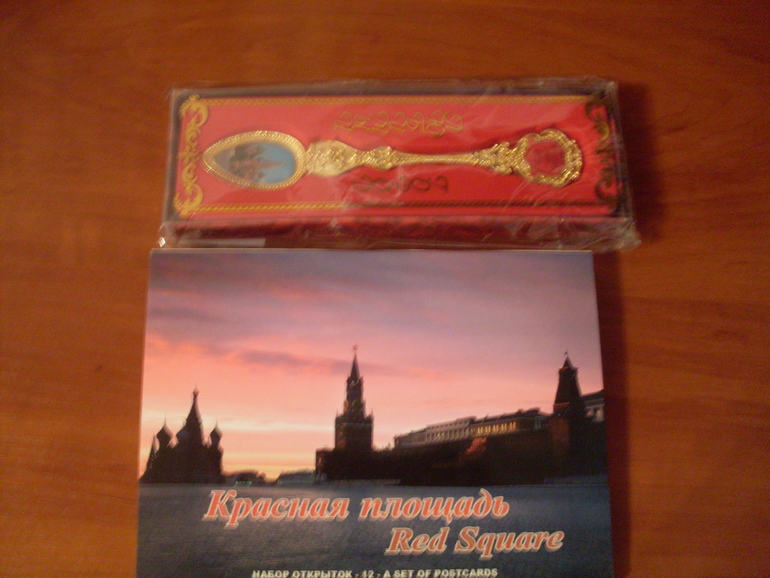 Красная площадь
Red Square
НАБОР ОТКРЫТОК - 12 - A SET OF POSTCARDS